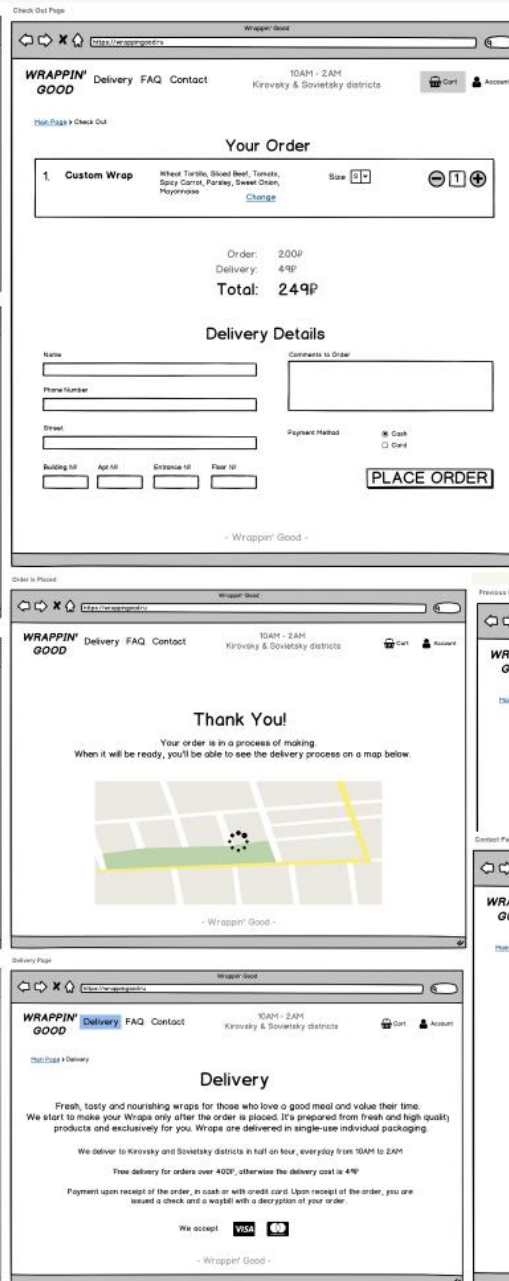 Check Out Page
Wrappin' Good
https://wrappingood.ru
WRAPPIN' GOOD
Delivery FAQ Contact
10AM - 2AM
Kirovsky & Sovietsky districts
Cart
Account
Main Page > Check Out
Your Order
1. Custom Wrap
Wheat Tortilla, Sliced Beef, Tomato,
Spicy Carrot, Parsley, Sweet Onion,
Mayonnaise
Change
Size S
1
Order: 200₽
Delivery: 49₽
Total: 249₽
Delivery Details
Name
Comments to Order
Phone Number
Street
Payment Method
Cash
Card
Building №
Apt №
Entrance №
Floor №
PLACE ORDER
- Wrappin' Good -
Order is Placed
Wrappin' Good
https://wrappingood.ru
WRAPPIN' GOOD
Delivery FAQ Contact
10AM - 2AM
Kirovsky & Sovietsky districts
Cart
Account
Thank You!
Your order is in a process of making.
When it will be ready, you'll be able to see the delivery process on a map below.
- Wrappin' Good -
Previous
Delivery Page
Wrappin' Good
https://wrappingood.ru
WRAPPIN' GOOD
Delivery FAQ Contact
10AM - 2AM
Kirovsky & Sovietsky districts
Cart
Account
Main Page > Delivery
Delivery
Fresh, tasty and nourishing wraps for those who love a good meal and value their time.
We start to make your Wraps only after the order is placed. It's prepared from fresh and high quality
products and exclusively for you. Wraps are delivered in single-use individual packaging.
We deliver to Kirovsky and Sovietsky districts in half an hour, everyday from 10AM to 2AM
Free delivery for orders over 400₽, otherwise the delivery cost is 49₽
Payment upon receipt of the order, in cash or with credit card. Upon receipt of the order, you are
issued a check and a waybill with a decryption of your order.
We accept VISA
- Wrappin' Good -
Contact